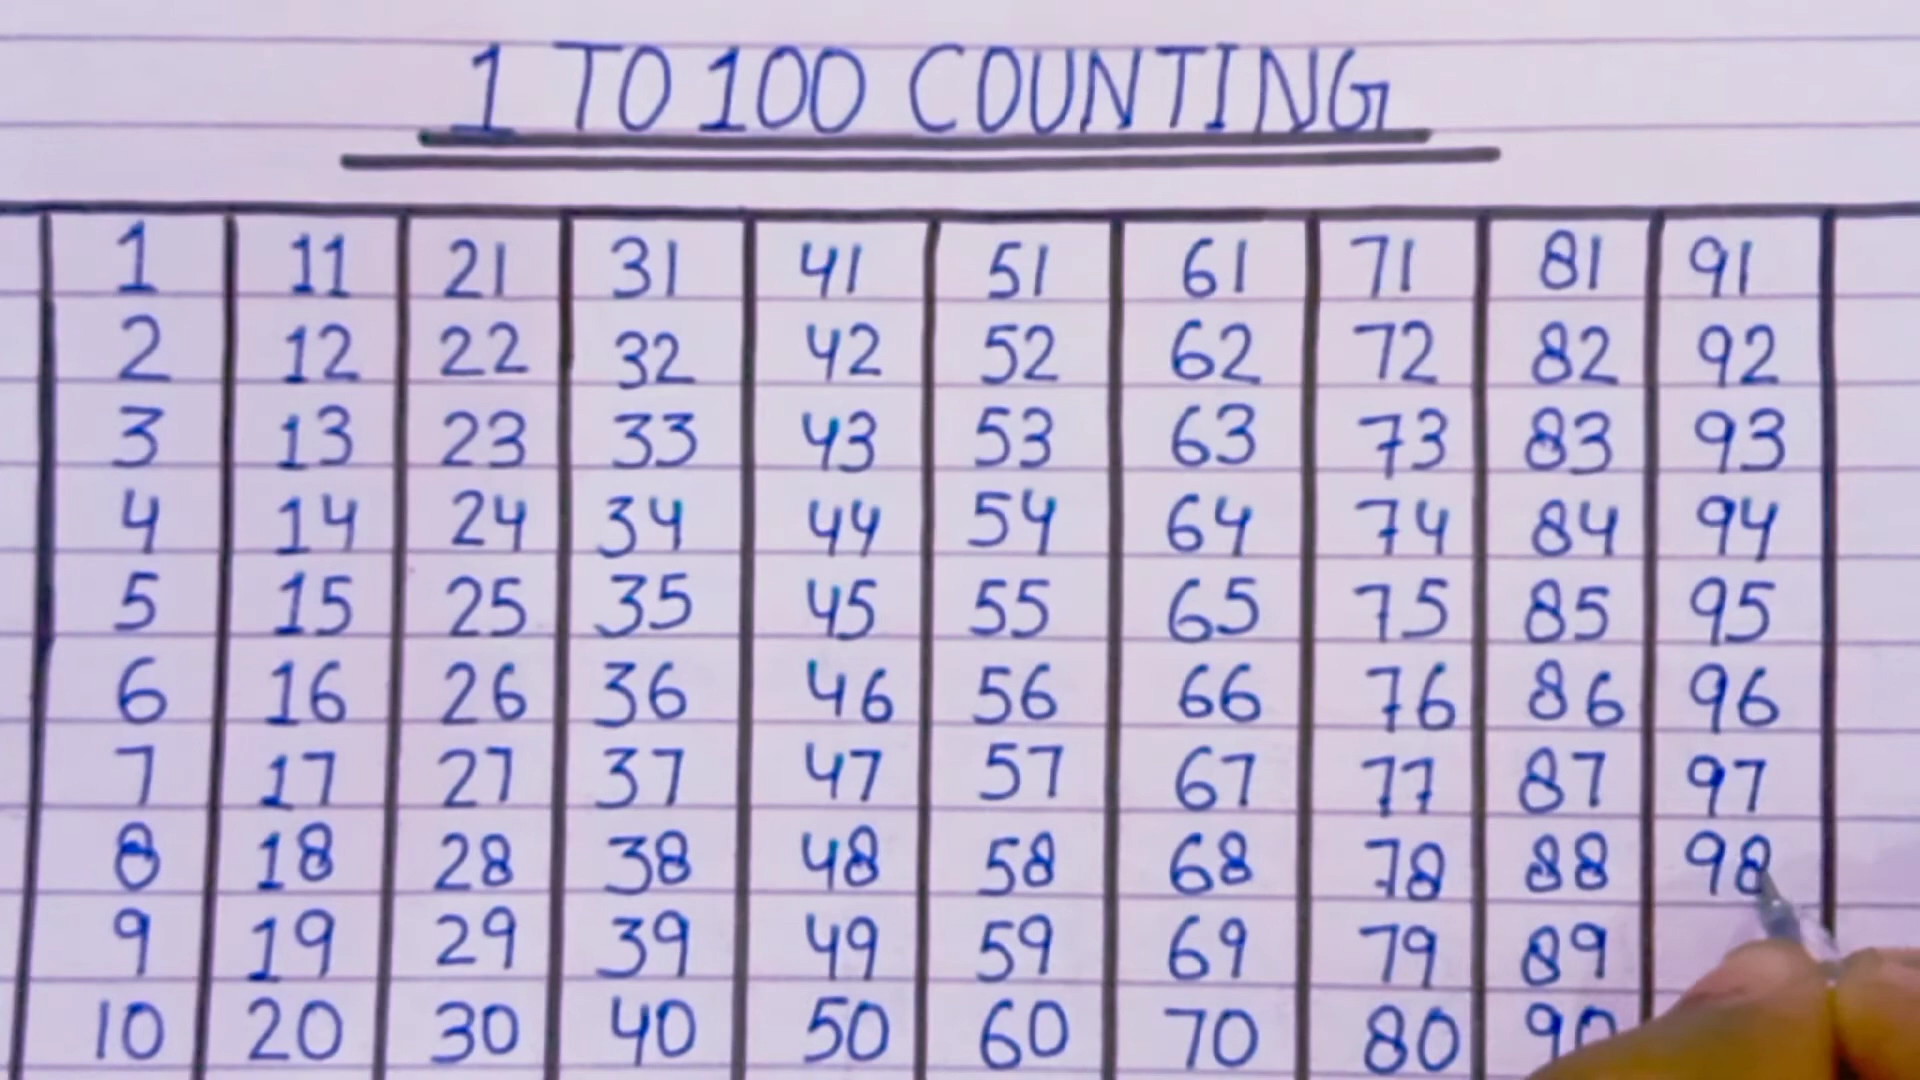 1 TO 100 COUNTING
1 11 21 31 41 51 61 71 81 91
2 12 22 32 42 52 62 72 82 92
3 13 23 33 43 53 63 73 83 93
4 14 24 34 44 54 64 74 84 94
5 15 25 35 45 55 65 75 85 95
6 16 26 36 46 56 66 76 86 96
7 17 27 37 47 57 67 77 87 97
8 18 28 38 48 58 68 78 88 98
9 19 29 39 49 59 69 79 89
10 20 30 40 50 60 70 80 90